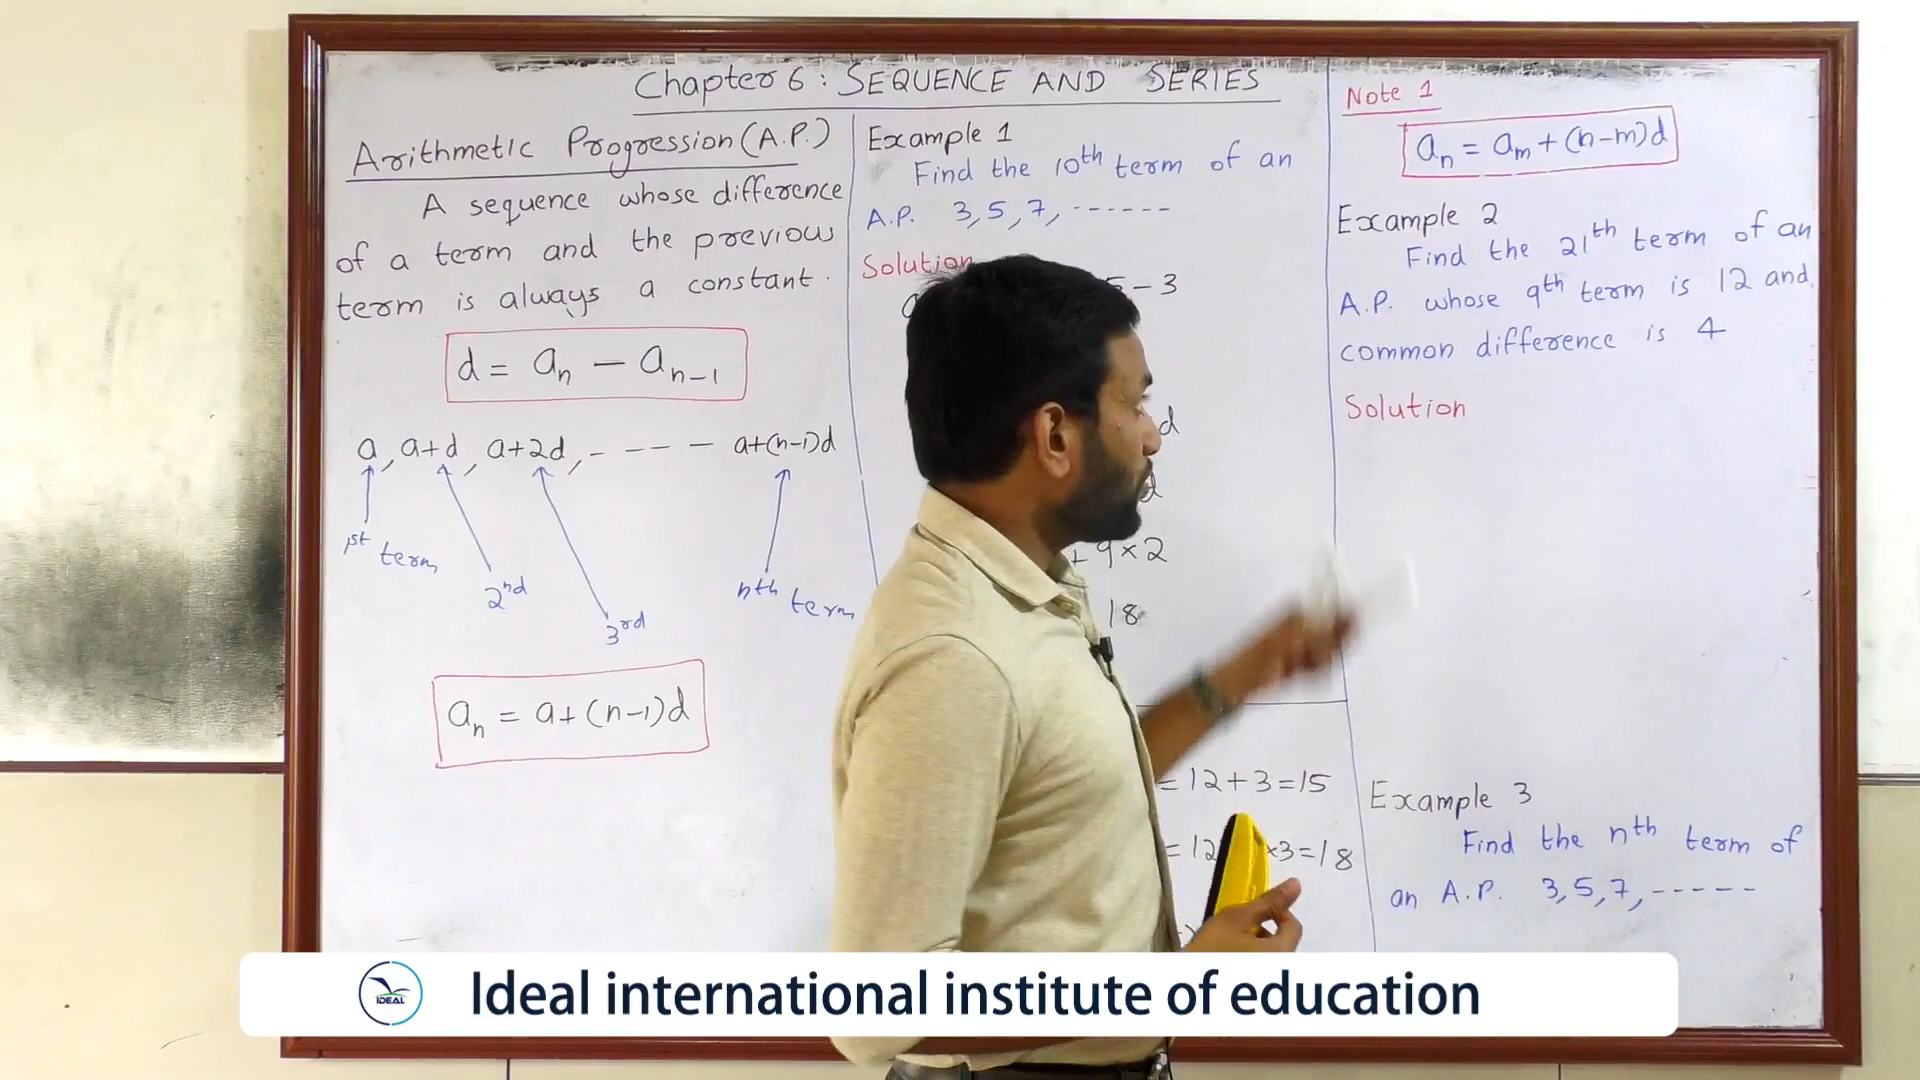 Chapter 6 : SEQUENCE AND SERIES
Arithmetic Progression (A.P.)
A sequence whose difference
of a term and the previous
term is always a constant.
d = aₙ − aₙ₋₁
a, a+d, a+2d, - - - - - a+(n-1)d
1st term
2nd
3rd
nth term
aₙ = a+(n-1)d
Example 1
Find the 10th term of an
A.P. 3, 5, 7, - - - - - -
Solution
5 - 3
d
d
+ 9×2
18
= 12+3=15
= 12 ×3=18
Note 1
aₙ = aₘ + (n-m)d
Example 2
Find the 21th term of an
A.P. whose 9th term is 12 and
common difference is 4
Solution
Example 3
Find the nth term of
an A.P. 3, 5, 7, - - - - -
IDEAL
Ideal international institute of education